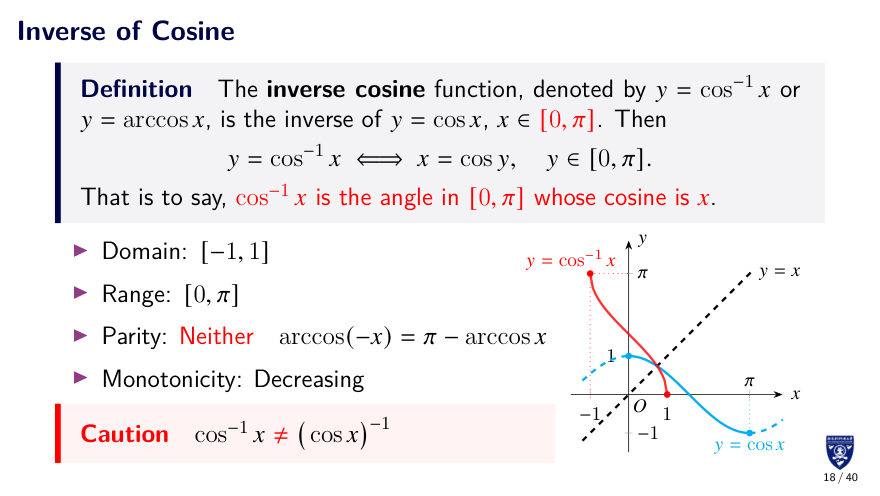 Inverse of Cosine
Definition The inverse cosine function, denoted by y = cos⁻¹ x or
y = arccos x, is the inverse of y = cos x, x ∈ [0, π]. Then
y = cos⁻¹ x ⟺ x = cos y, y ∈ [0, π].
That is to say, cos⁻¹ x is the angle in [0, π] whose cosine is x.
▶ Domain: [−1, 1]
▶ Range: [0, π]
▶ Parity: Neither arccos(−x) = π − arccos x
▶ Monotonicity: Decreasing
Caution cos⁻¹ x ≠ (cos x)⁻¹
y
y = cos⁻¹ x
π
y = x
1
π
x
−1
O
1
−1
y = cos x
18 / 40